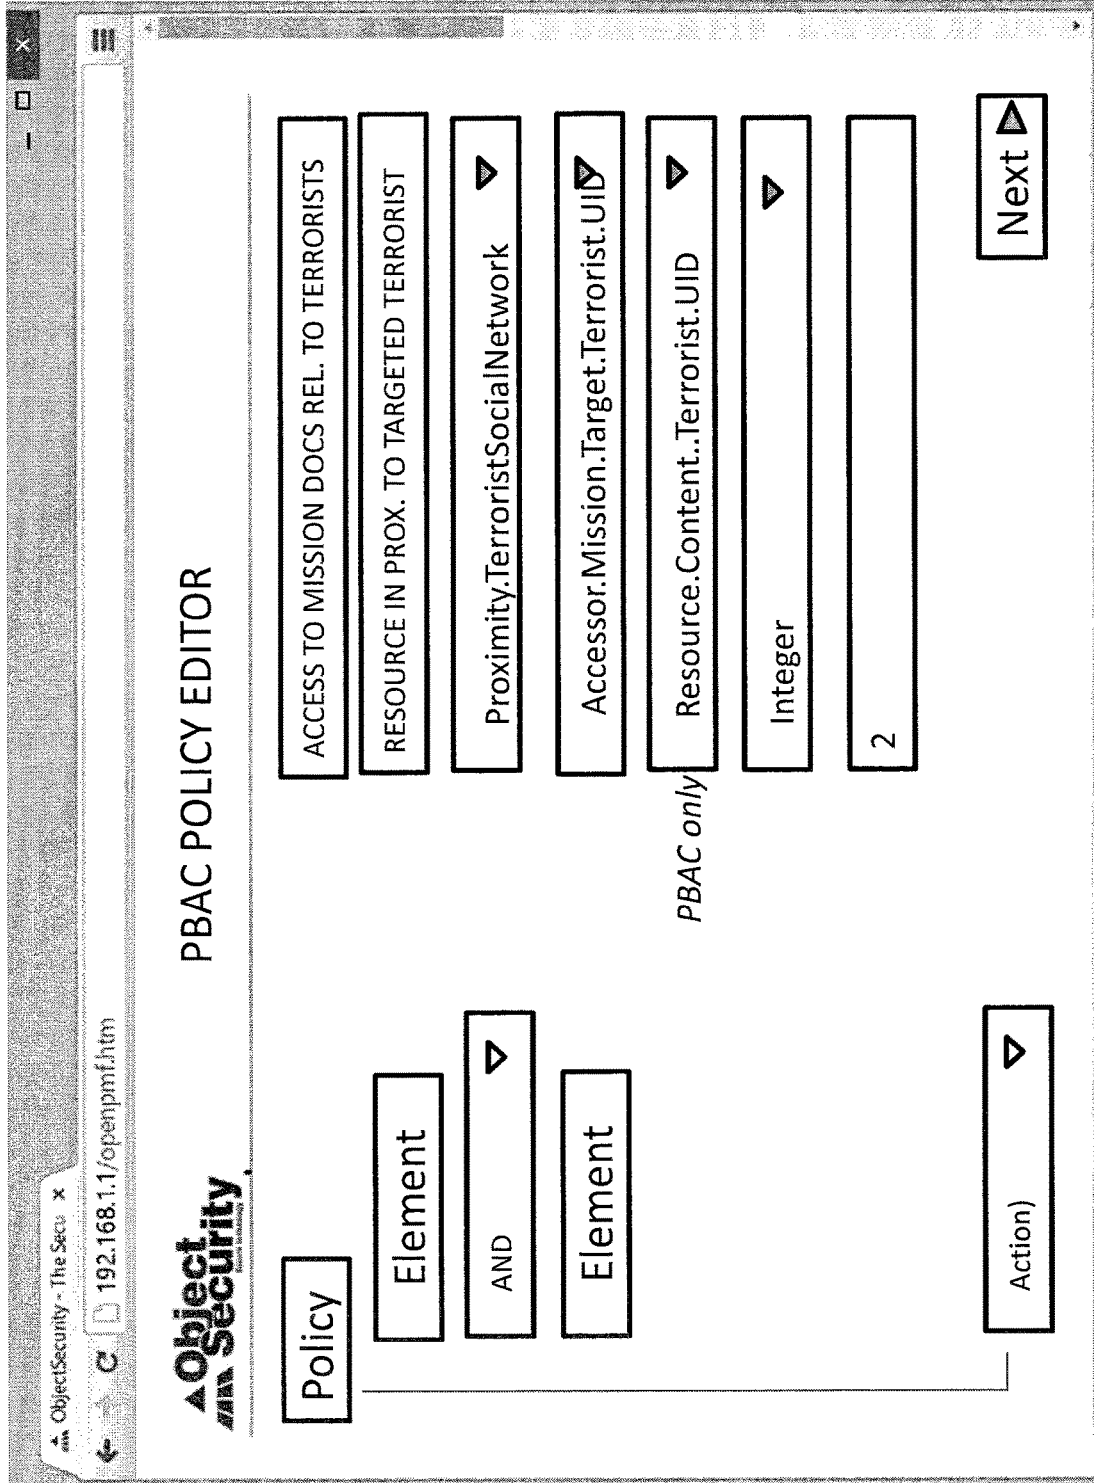 ObjectSecurity - The Secu x
192.168.1.1/openpmf.htm
Object
Security
PBAC POLICY EDITOR
Policy
ACCESS TO MISSION DOCS REL. TO TERRORISTS
Element
RESOURCE IN PROX. TO TARGETED TERRORIST
AND
Proximity.TerroristSocialNetwork
Element
Accessor.Mission.Target.Terrorist.UID
PBAC only
Resource.Content..Terrorist.UID
Integer
2
Action)
Next